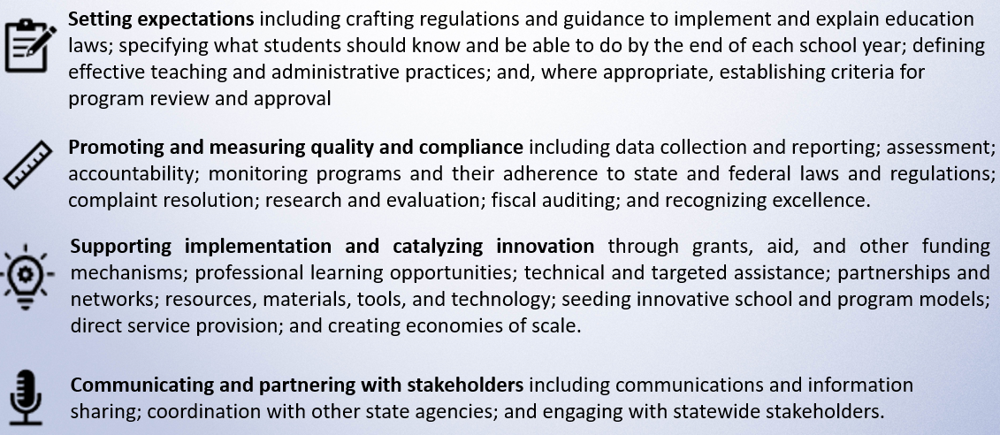 Setting expectations including crafting regulations and guidance to implement and explain education
laws; specifying what students should know and be able to do by the end of each school year; defining
effective teaching and administrative practices; and, where appropriate, establishing criteria for
program review and approval
Promoting and measuring quality and compliance including data collection and reporting; assessment;
accountability; monitoring programs and their adherence to state and federal laws and regulations;
complaint resolution; research and evaluation; fiscal auditing; and recognizing excellence.
Supporting implementation and catalyzing innovation through grants, aid, and other funding
mechanisms; professional learning opportunities; technical and targeted assistance; partnerships and
networks; resources, materials, tools, and technology; seeding innovative school and program models;
direct service provision; and creating economies of scale.
Communicating and partnering with stakeholders including communications and information
sharing; coordination with other state agencies; and engaging with statewide stakeholders.